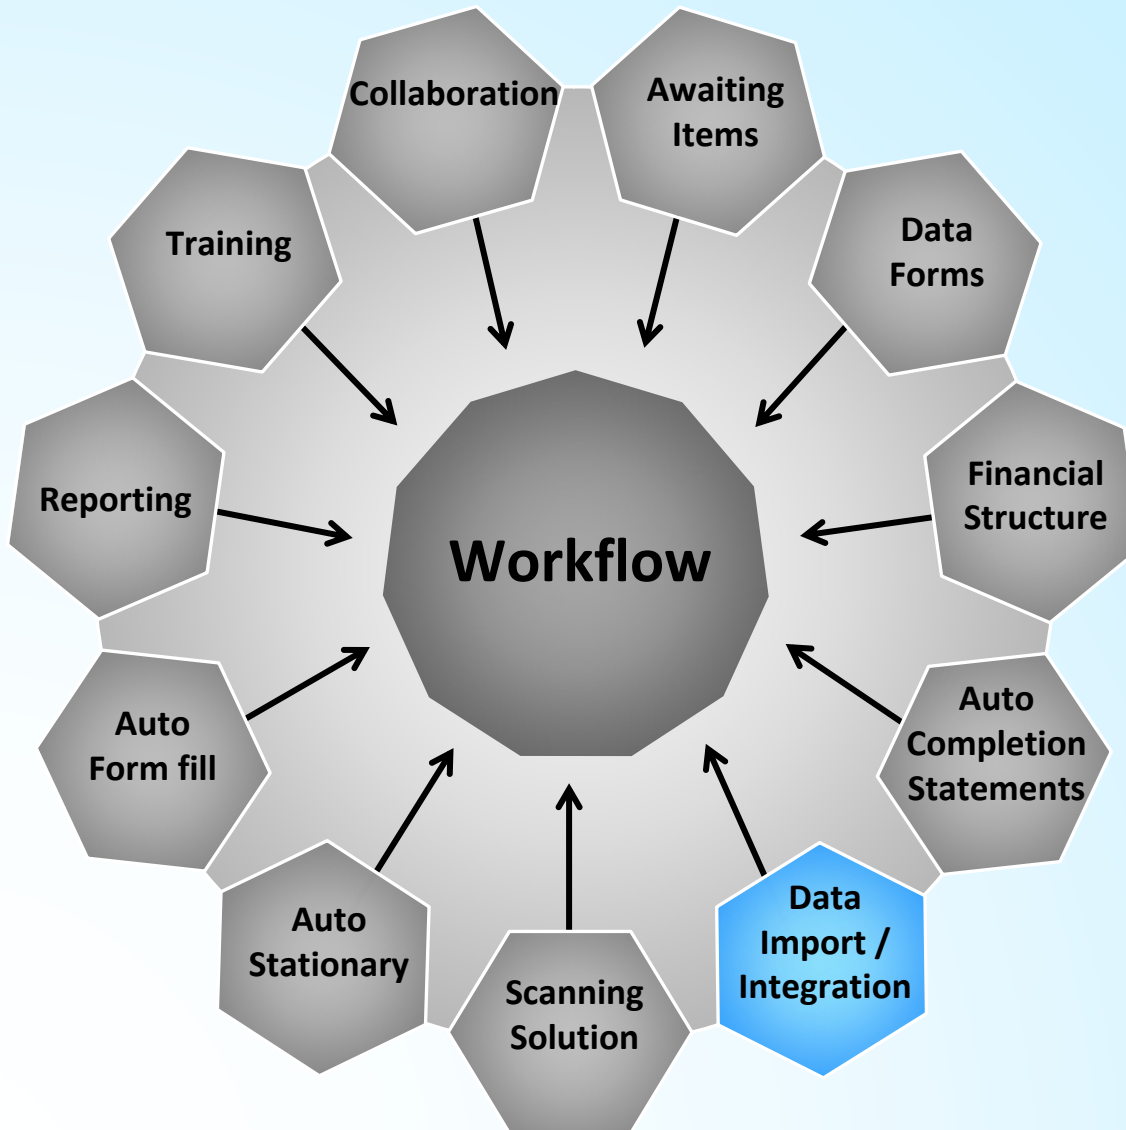 Collaboration
Awaiting
Items
Training
Data
Forms
Reporting
Financial
Structure
Workflow
Auto
Form fill
Auto
Completion
Statements
Auto
Stationary
Scanning
Solution
Data
Import /
Integration